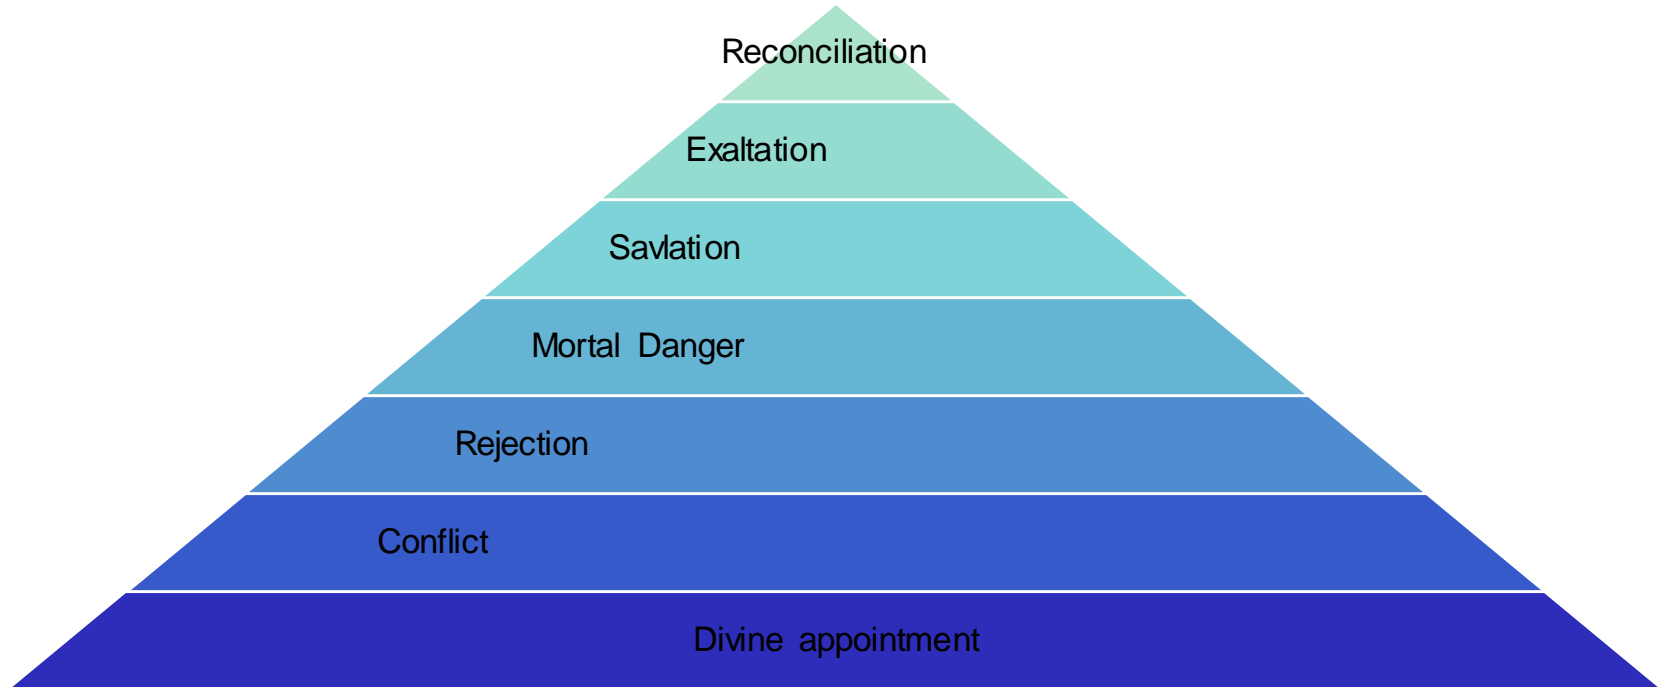 Reconciliation
Exaltation
Savlation
Mortal Danger
Rejection
Conflict
Divine appointment